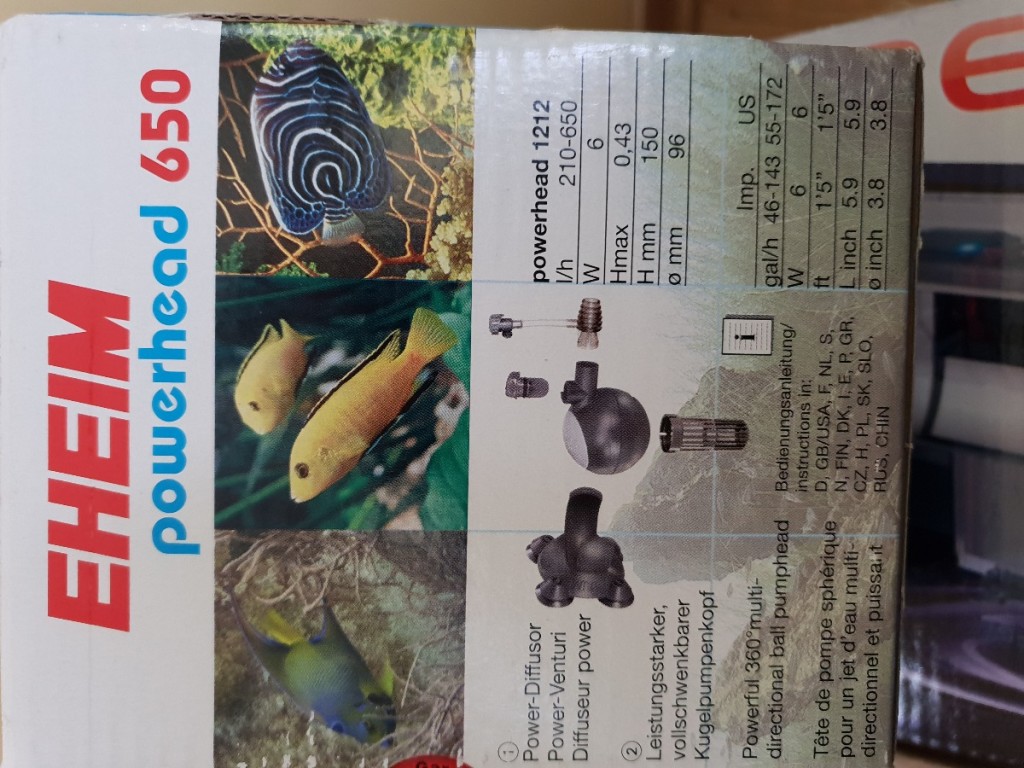 EHEIM
powerhead 650
① Power-Diffusor
Power-Venturi
Diffuseur power
② Leistungsstarker,
vollschwenkbarer
Kugelpumpenkopf
Powerful 360°multi-
directional ball pumphead
Tête de pompe sphérique
pour un jet d'eau multi-
directionnel et puissant
i
Bedienungsanleitung/
instructions in:
D, GB/USA, F, NL, S,
N, FIN, DK, I, E, P, GR,
CZ, H, PL, SK, SLO,
RUS, CHIN
powerhead 1212
l/h 210-650
W 6
Hmax 0,43
H mm 150
ø mm 96
Imp. US
gal/h 46-143 55-172
W 6 6
ft 1'5" 1'5"
L inch 5.9 5.9
ø inch 3.8 3.8